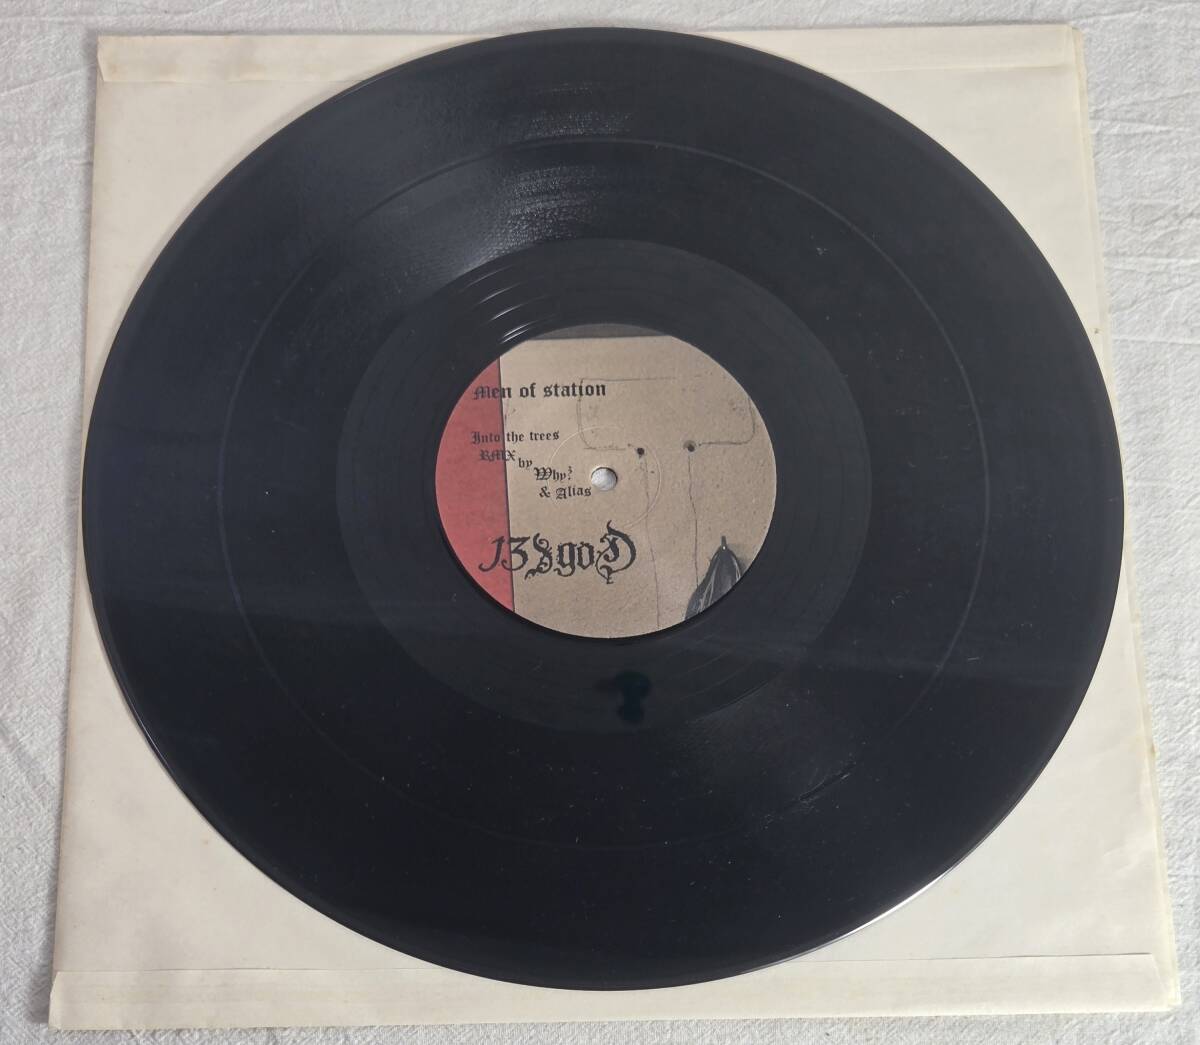 Men of station
Into the trees
RMX by
Why?
& Alias
13&god